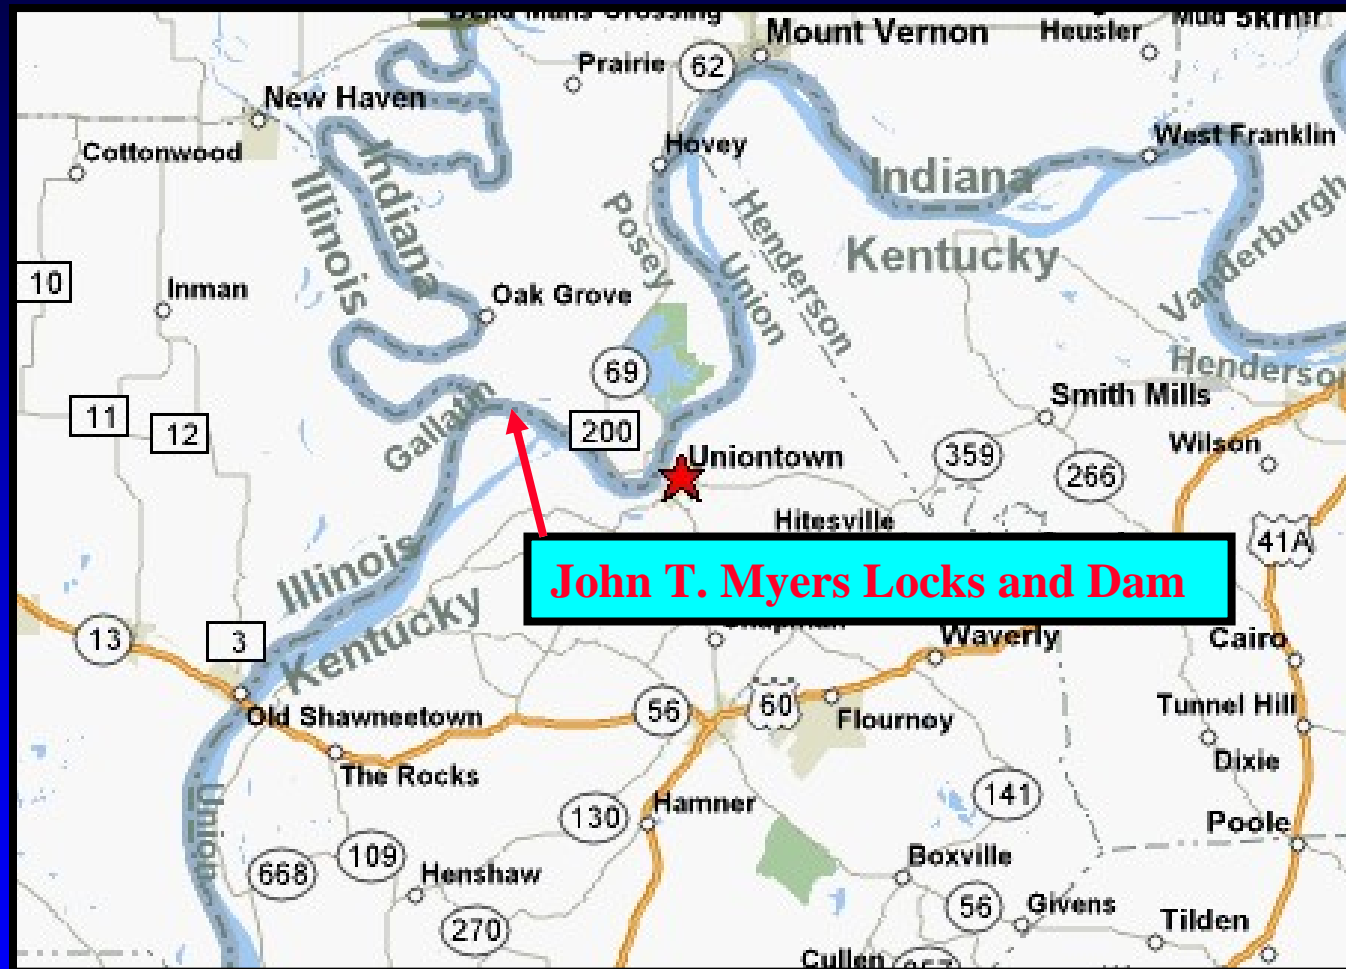 Dead Mans Crossing
Mount Vernon
Heusler
Prairie
62
New Haven
Hovey
West Franklin
Cottonwood
Indiana
Illinois
Indiana
Kentucky
Posey
Henderson
Union
Vanderburgh
10
Inman
Oak Grove
69
Henderson
Smith Mills
11
12
Gallatin
200
Uniontown
359
266
Wilson
Hitesville
41A
John T. Myers Locks and Dam
Illinois
Kentucky
13
3
Waverly
Cairo
Old Shawneetown
56
60
Flournoy
Tunnel Hill
The Rocks
Dixie
Union
130
Hamner
141
Poole
668
109
Henshaw
Boxville
270
56
Givens
Tilden
Cullen